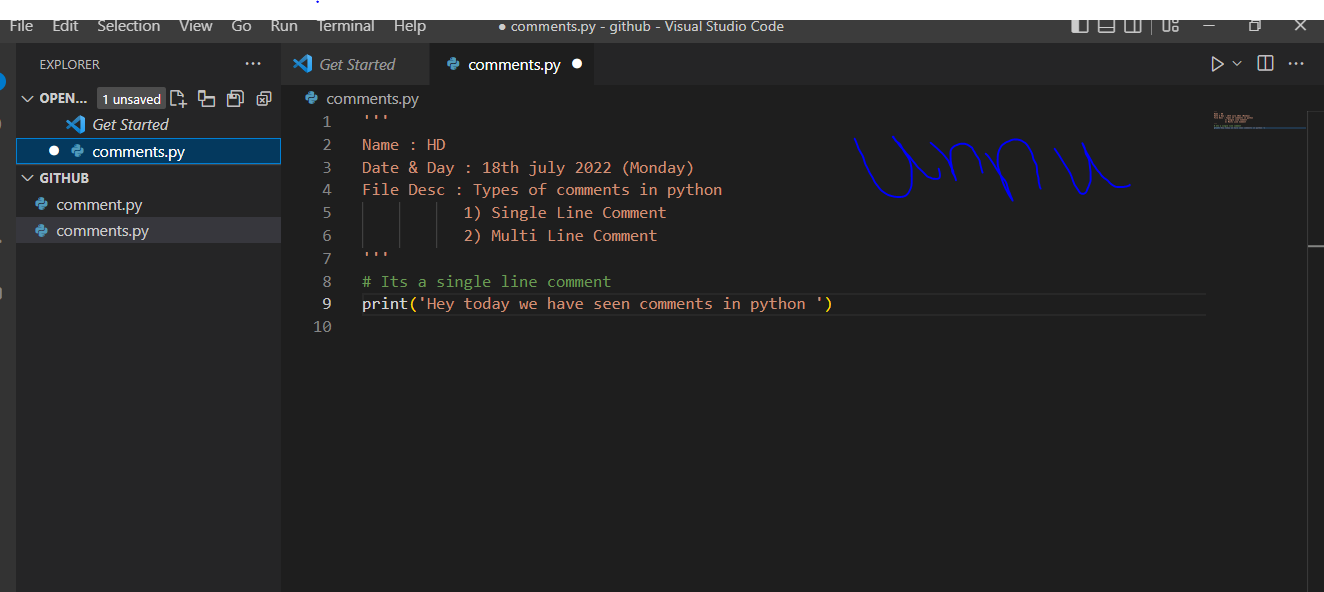 File Edit Selection View Go Run Terminal Help ● comments.py - github - Visual Studio Code
EXPLORER ...
Get Started comments.py ●
OPEN... 1 unsaved
comments.py
Get Started
● comments.py
GITHUB
comment.py
comments.py
1 '''
2 Name : HD
3 Date & Day : 18th july 2022 (Monday)
4 File Desc : Types of comments in python
5 1) Single Line Comment
6 2) Multi Line Comment
7 '''
8 # Its a single line comment
9 print('Hey today we have seen comments in python ')
10